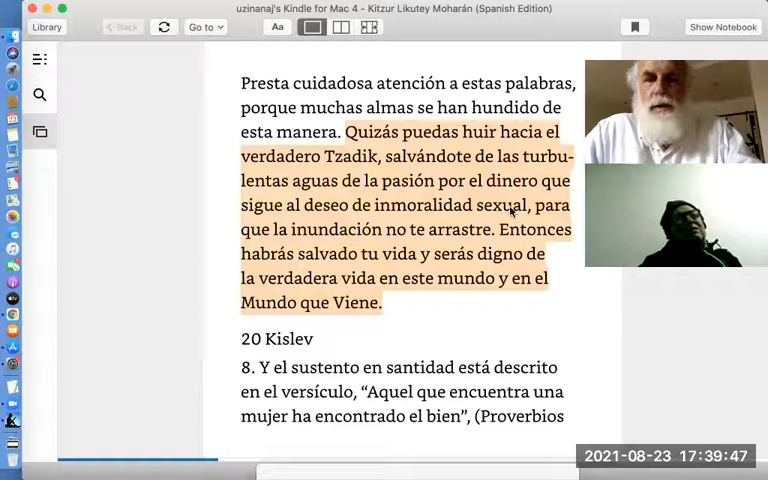 uzinanaj's Kindle for Mac 4 - Kitzur Likutey Moharán (Spanish Edition)
Library
Back
Go to
Aa
Show Notebook
Presta cuidadosa atención a estas palabras,
porque muchas almas se han hundido de
esta manera. Quizás puedas huir hacia el
verdadero Tzadik, salvándote de las turbu-
lentas aguas de la pasión por el dinero que
sigue al deseo de inmoralidad sexual, para
que la inundación no te arrastre. Entonces
habrás salvado tu vida y serás digno de
la verdadera vida en este mundo y en el
Mundo que Viene.
20 Kislev
8. Y el sustento en santidad está descrito
en el versículo, “Aquel que encuentra una
mujer ha encontrado el bien”, (Proverbios
2021-08-23 17:39:47